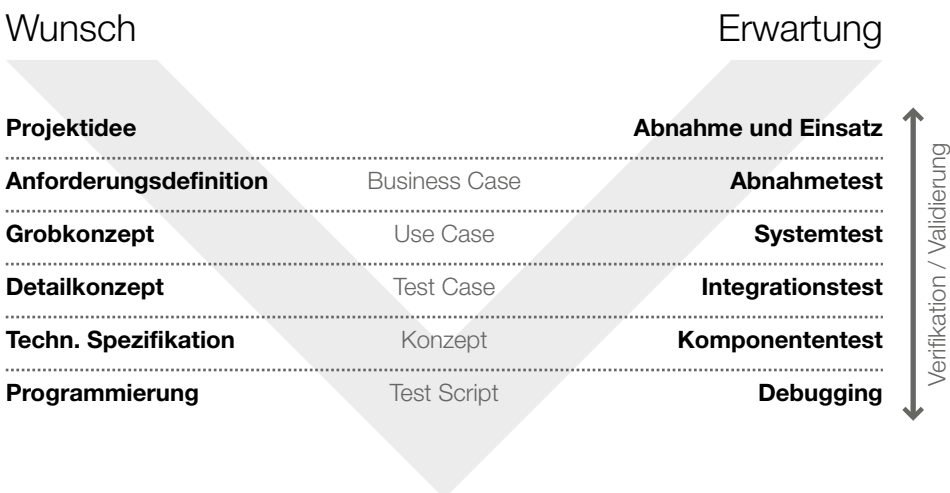 Wunsch Erwartung
Projektidee Abnahme und Einsatz
Anforderungsdefinition Business Case Abnahmetest
Grobkonzept Use Case Systemtest
Detailkonzept Test Case Integrationstest
Techn. Spezifikation Konzept Komponententest
Programmierung Test Script Debugging
Verifikation / Validierung